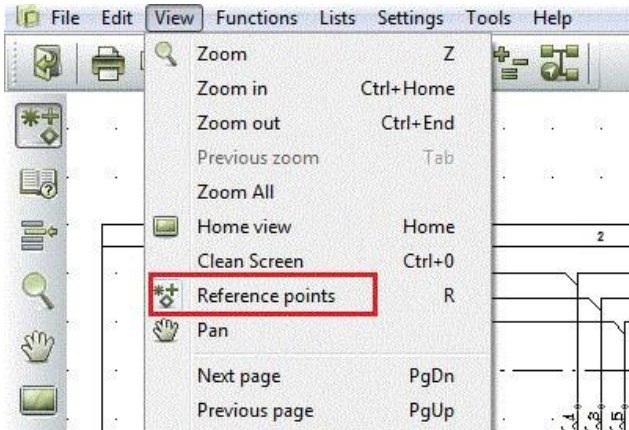 File Edit View Functions Lists Settings Tools Help
Zoom Z
Zoom in Ctrl+Home
Zoom out Ctrl+End
Previous zoom Tab
Zoom All
Home view Home
Clean Screen Ctrl+0
Reference points R
Pan
Next page PgDn
Previous page PgUp
2